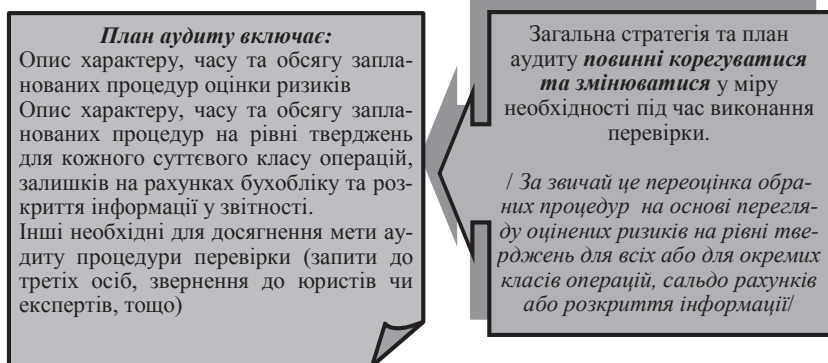 План аудиту включає:
Опис характеру, часу та обсягу запла-
нованих процедур оцінки ризиків
Опис характеру, часу та обсягу запла-
нованих процедур на рівні тверджень
для кожного суттєвого класу операцій,
залишків на рахунках бухобліку та роз-
криття інформації у звітності.
Інші необхідні для досягнення мети ау-
диту процедури перевірки (запити до
третіх осіб, звернення до юристів чи
експертів, тощо)
Загальна стратегія та план
аудиту повинні корегуватися
та змінюватися у міру
необхідності під час виконання
перевірки.
/ За звичай це переоцінка обра-
них процедур на основі перегля-
ду оцінених ризиків на рівні тве-
рджень для всіх або для окремих
класів операцій, сальдо рахунків
або розкриття інформації/